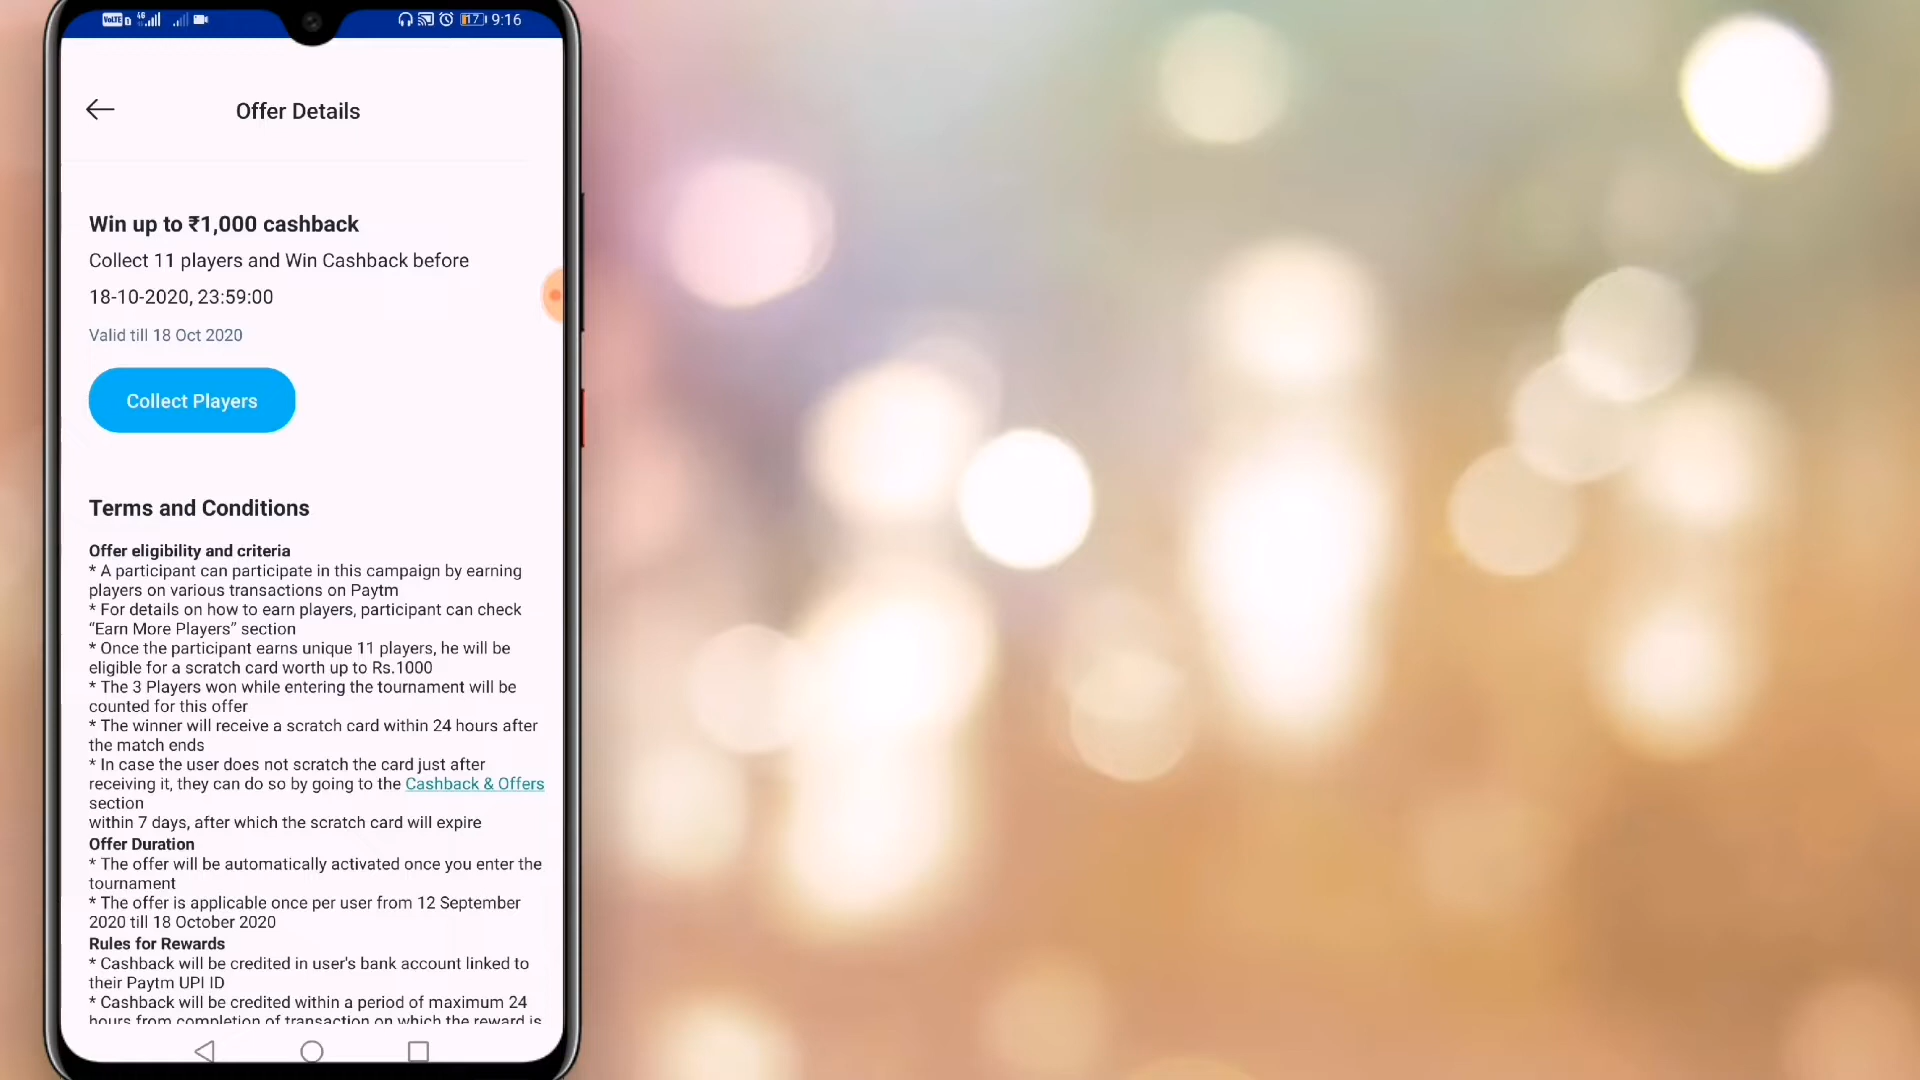 VoLTE 4G 17 9:16
Offer Details
Win up to ₹1,000 cashback
Collect 11 players and Win Cashback before
18-10-2020, 23:59:00
Valid till 18 Oct 2020
Collect Players
Terms and Conditions
Offer eligibility and criteria
* A participant can participate in this campaign by earning
players on various transactions on Paytm
* For details on how to earn players, participant can check
“Earn More Players” section
* Once the participant earns unique 11 players, he will be
eligible for a scratch card worth up to Rs.1000
* The 3 Players won while entering the tournament will be
counted for this offer
* The winner will receive a scratch card within 24 hours after
the match ends
* In case the user does not scratch the card just after
receiving it, they can do so by going to the Cashback & Offers
section
within 7 days, after which the scratch card will expire
Offer Duration
* The offer will be automatically activated once you enter the
tournament
* The offer is applicable once per user from 12 September
2020 till 18 October 2020
Rules for Rewards
* Cashback will be credited in user's bank account linked to
their Paytm UPI ID
* Cashback will be credited within a period of maximum 24
hours from completion of transaction on which the reward is